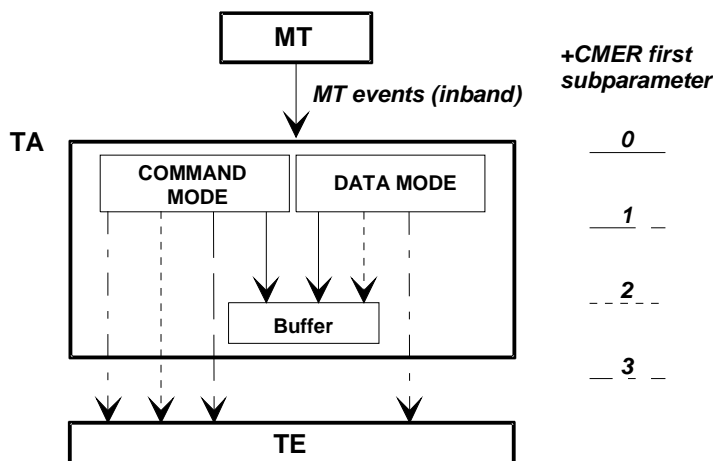 MT
+CMER first
subparameter
MT events (inband)
TA
0
COMMAND
MODE
DATA MODE
1
2
Buffer
3
TE